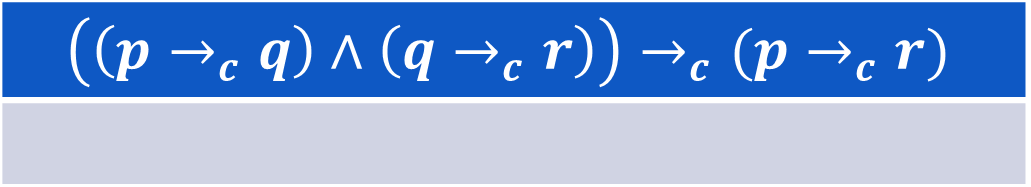 ((p →c q) ∧ (q →c r)) →c (p →c r)